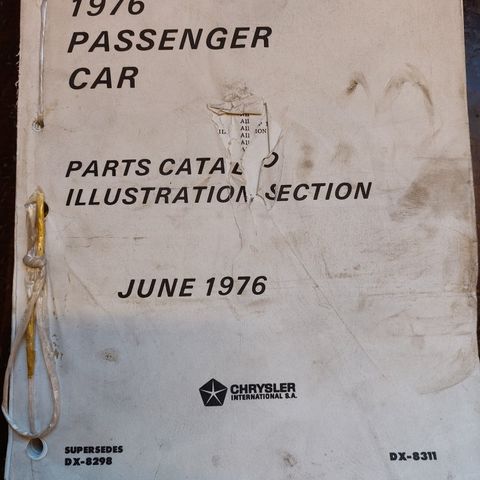 1976
PASSENGER
CAR
PARTS CATAL O
ILLUSTRATION SECTION
JUNE 1976
CHRYSLER
INTERNATIONAL S.A.
SUPERSEDES
DX-8298
DX-8311